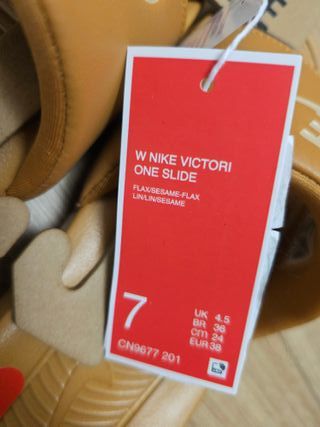 W NIKE VICTORI
ONE SLIDE
FLAX/SESAME-FLAX
LIN/LIN/SESAME
7
UK 4.5
BR 36
cm 24
EUR 38
CN9677 201